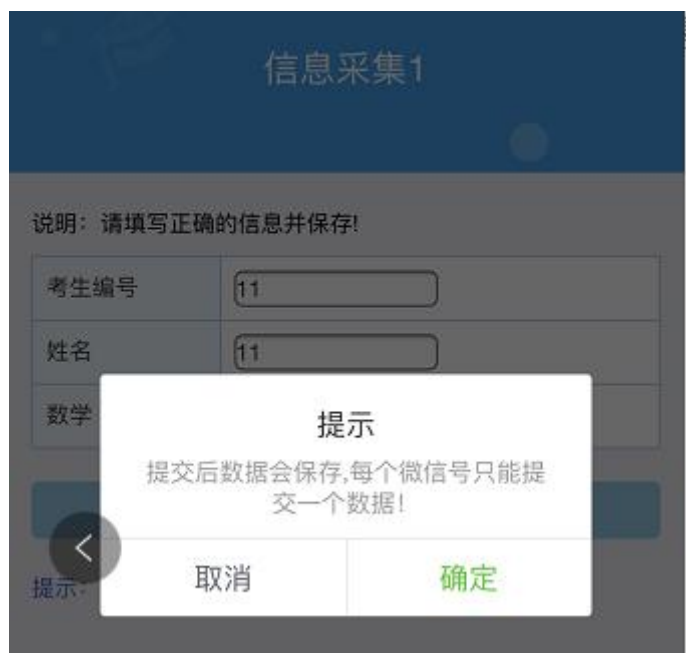 信息采集1
说明：请填写正确的信息并保存!
考生编号 11
姓名 11
数学
提示
提交后数据会保存,每个微信号只能提
交一个数据！
取消 确定
提示：